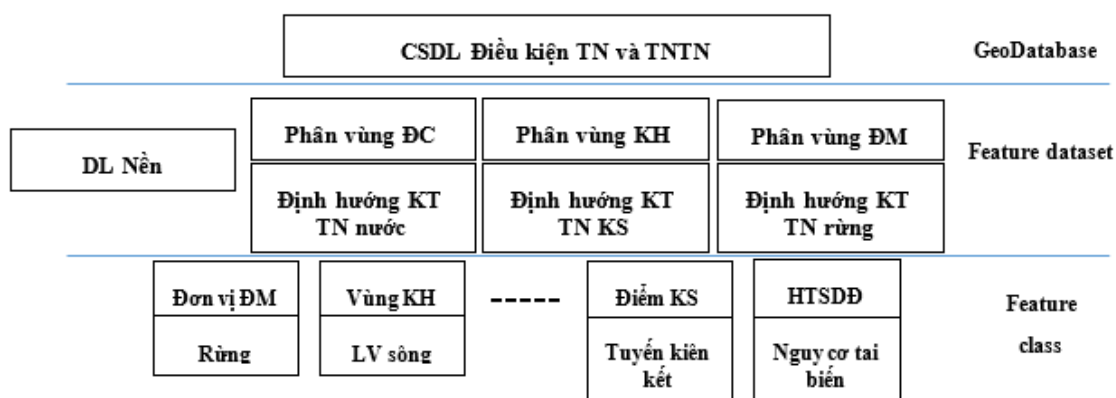 CSDL Điều kiện TN và TNTN
GeoDatabase
DL Nền
Phân vùng ĐC
Phân vùng KH
Phân vùng ĐM
Feature dataset
Định hướng KT
TN nước
Định hướng KT
TN KS
Định hướng KT
TN rừng
Đơn vị ĐM
Vùng KH
-----
Điểm KS
HTSDĐ
Feature
class
Rừng
LV sông
Tuyến kiên
kết
Nguy cơ tai
biến